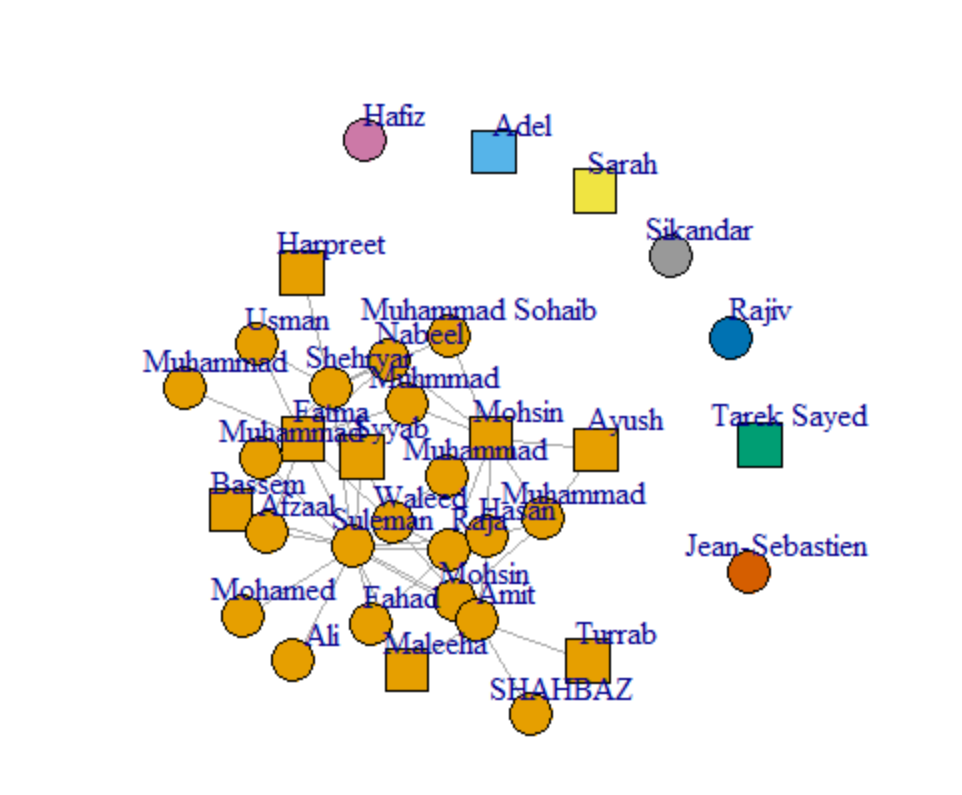 Hafiz
Adel
Sarah
Sikandar
Harpreet
Rajiv
Muhammad Sohaib
Usman
Nabeel
Shehryar
Muhammad
Muhmmad
Tarek Sayed
Fatma
Mohsin
Ayush
Muhammad
Syyab
Muhammad
Bassem
Waleed
Muhammad
Afzaal
Hasan
Suleman
Raja
Jean-Sebastien
Mohsin
Mohamed
Fahad
Amit
Ali
Maleeha
Turrab
SHAHBAZ